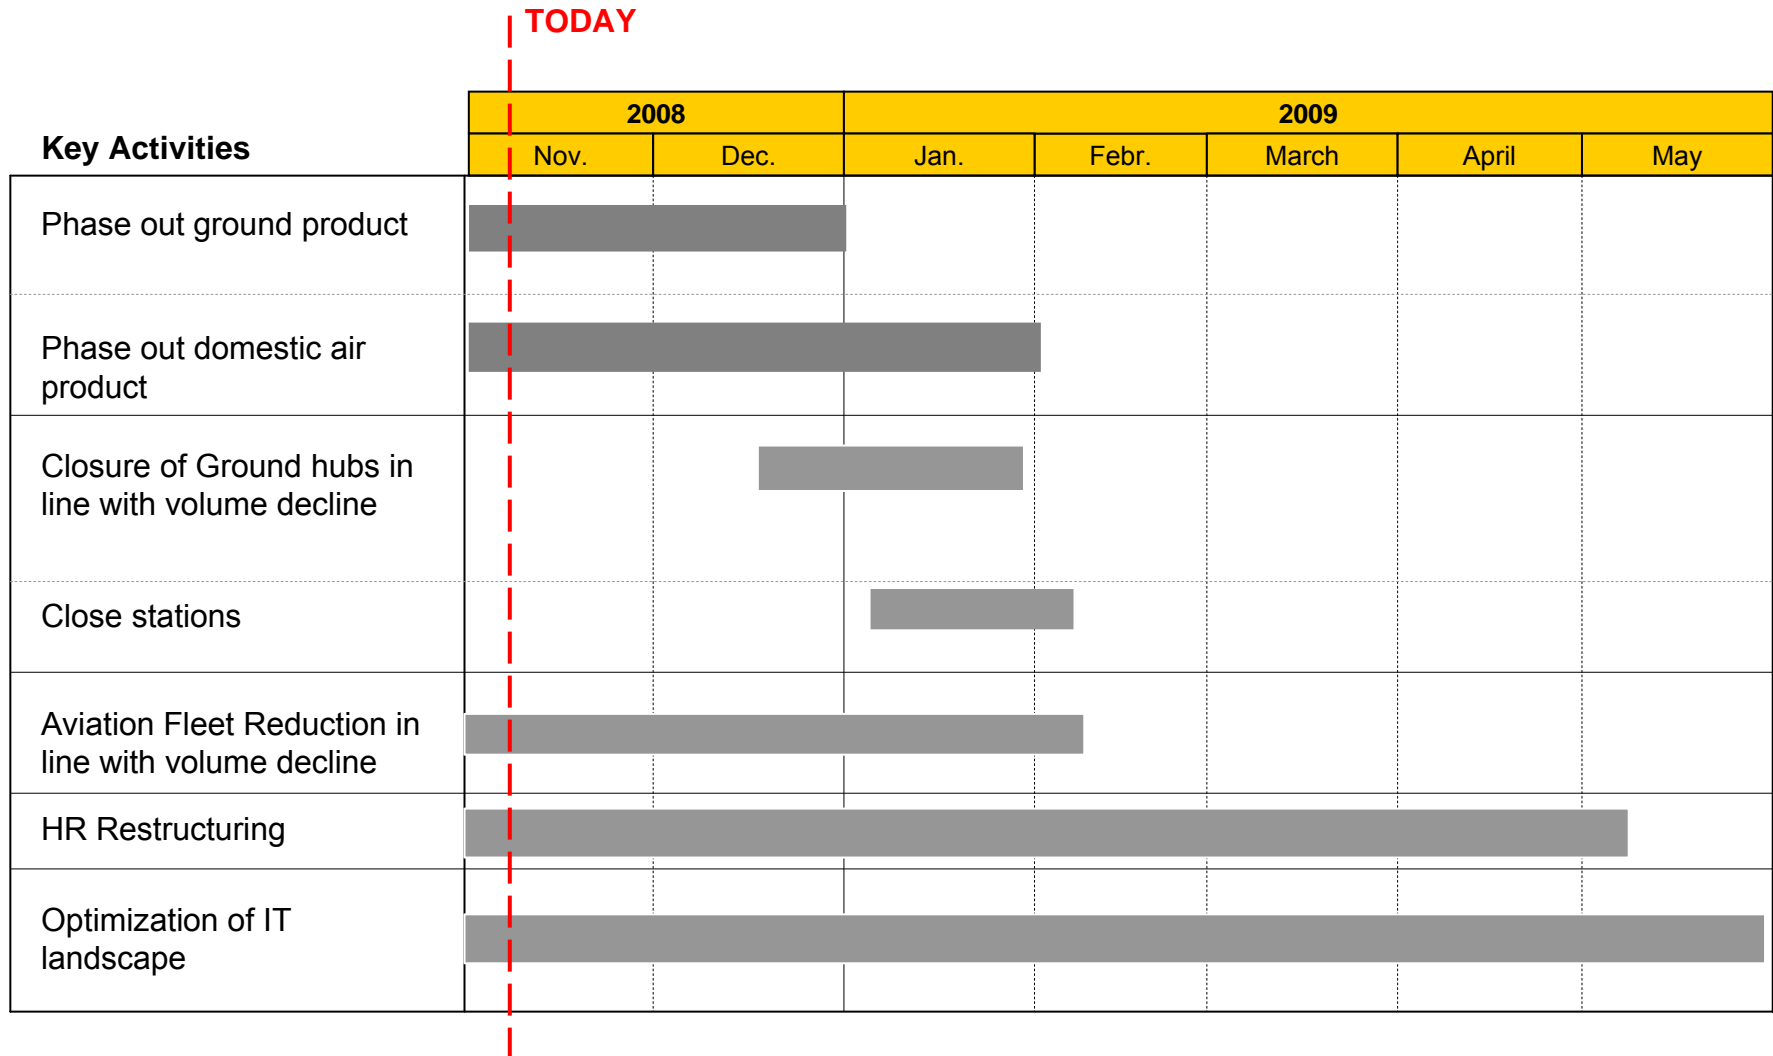 TODAY
2008
2009
Key Activities
Nov.
Dec.
Jan.
Febr.
March
April
May
Phase out ground product
Phase out domestic air
product
Closure of Ground hubs in
line with volume decline
Close stations
Aviation Fleet Reduction in
line with volume decline
HR Restructuring
Optimization of IT
landscape